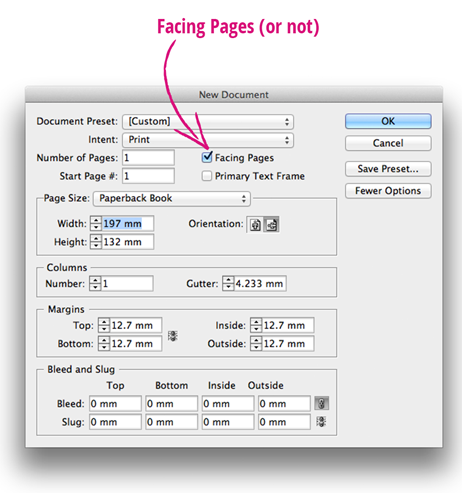 Facing Pages (or not)
New Document
Document Preset: [Custom] OK
Intent: Print Cancel
Number of Pages: 1 Facing Pages
Start Page #: 1 Primary Text Frame Save Preset...
Page Size: Paperback Book Fewer Options
Width: 197 mm Orientation:
Height: 132 mm
Columns
Number: 1 Gutter: 4.233 mm
Margins
Top: 12.7 mm Inside: 12.7 mm
Bottom: 12.7 mm Outside: 12.7 mm
Bleed and Slug
Top Bottom Inside Outside
Bleed: 0 mm 0 mm 0 mm 0 mm
Slug: 0 mm 0 mm 0 mm 0 mm